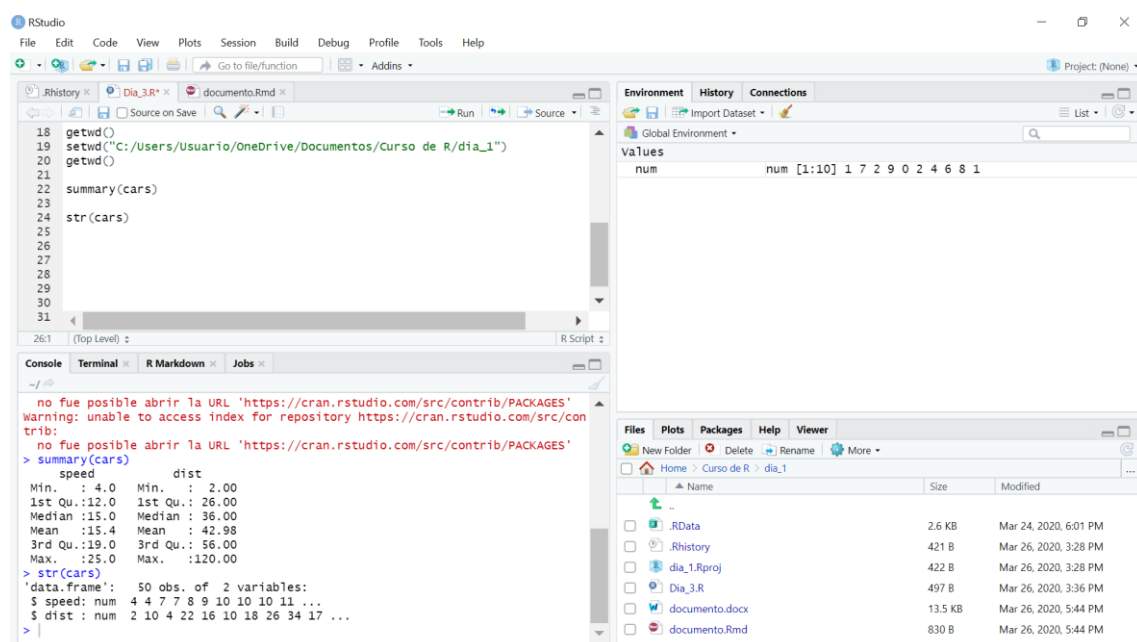 RStudio
File Edit Code View Plots Session Build Debug Profile Tools Help
Go to file/function Addins
Project: (None)
.Rhistory Dia_3.R* documento.Rmd
Source on Save Run Source
18 getwd()
19 setwd("C:/Users/Usuario/OneDrive/Documentos/Curso de R/dia_1")
20 getwd()
21
22 summary(cars)
23
24 str(cars)
25
26
27
28
29
30
31
26:1 (Top Level) R Script
Console Terminal R Markdown Jobs
~/
no fue posible abrir la URL 'https://cran.rstudio.com/src/contrib/PACKAGES'
Warning: unable to access index for repository https://cran.rstudio.com/src/con
trib:
no fue posible abrir la URL 'https://cran.rstudio.com/src/contrib/PACKAGES'
> summary(cars)
speed dist
Min. : 4.0 Min. : 2.00
1st Qu.:12.0 1st Qu.: 26.00
Median :15.0 Median : 36.00
Mean :15.4 Mean : 42.98
3rd Qu.:19.0 3rd Qu.: 56.00
Max. :25.0 Max. :120.00
> str(cars)
'data.frame': 50 obs. of 2 variables:
$ speed: num 4 4 7 7 8 9 10 10 10 11 ...
$ dist : num 2 10 4 22 16 10 18 26 34 17 ...
>
Environment History Connections
Import Dataset List
Global Environment
Values
num num [1:10] 1 7 2 9 0 2 4 6 8 1
Files Plots Packages Help Viewer
New Folder Delete Rename More
Home > Curso de R > dia_1 ...
Name Size Modified
..
.RData 2.6 KB Mar 24, 2020, 6:01 PM
.Rhistory 421 B Mar 26, 2020, 3:28 PM
dia_1.Rproj 422 B Mar 26, 2020, 3:28 PM
Dia_3.R 497 B Mar 26, 2020, 3:36 PM
documento.docx 13.5 KB Mar 26, 2020, 5:44 PM
documento.Rmd 830 B Mar 26, 2020, 5:44 PM